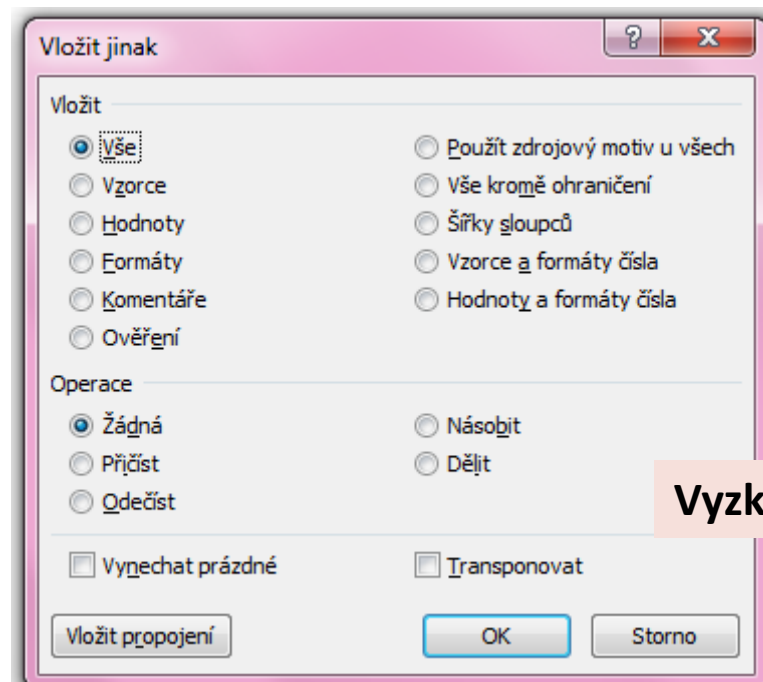 Vložit jinak
Vložit
Vše
Použít zdrojový motiv u všech
Vzorce
Vše kromě ohraničení
Hodnoty
Šířky sloupců
Formáty
Vzorce a formáty čísla
Komentáře
Hodnoty a formáty čísla
Ověření
Operace
Žádná
Násobit
Přičíst
Dělit
Odečíst
Vyzk
Vynechat prázdné
Transponovat
Vložit propojení
OK
Storno